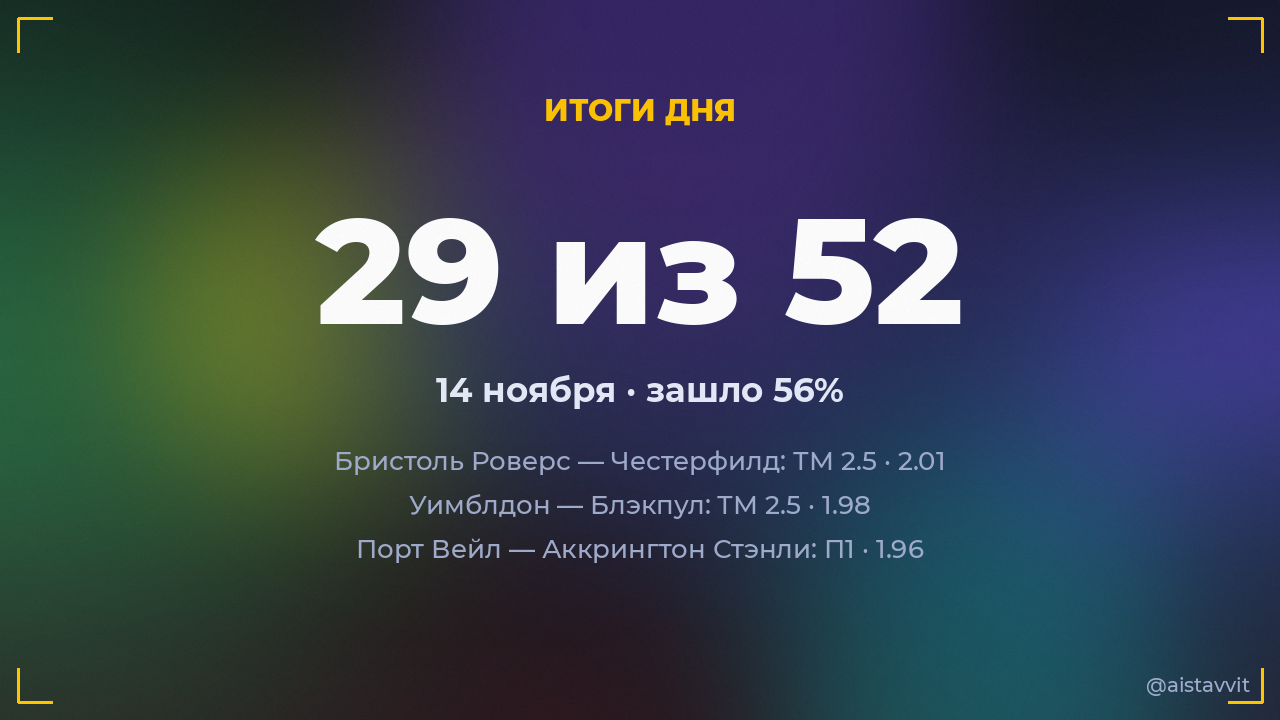 ИТОГИ ДНЯ
29 из 52
14 ноября · зашло 56%
Бристоль Роверс — Честерфилд: ТМ 2.5 · 2.01
Уимблдон — Блэкпул: ТМ 2.5 · 1.98
Порт Вейл — Аккрингтон Стэнли: П1 · 1.96
@aistavvit